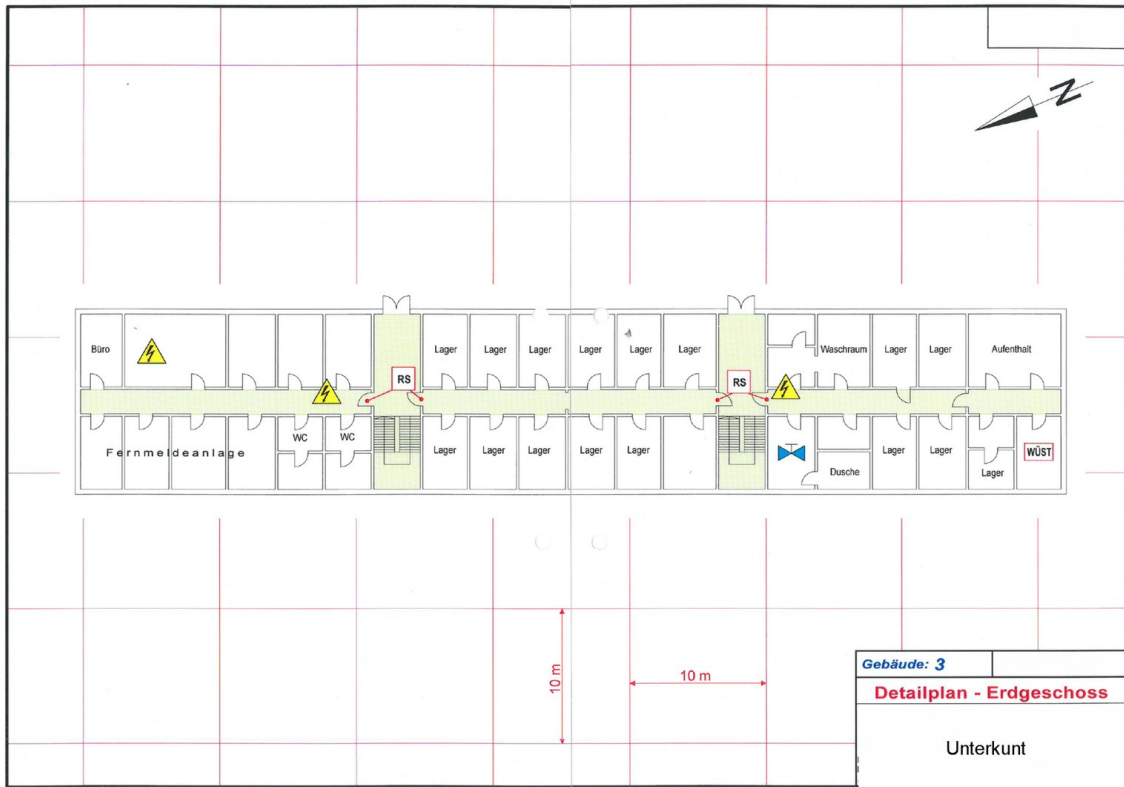 N
Büro
RS
Lager
Lager
Lager
Lager
Lager
Lager
RS
Waschraum
Lager
Lager
Aufenthalt
Fernmeldeanlage
WC
WC
Lager
Lager
Lager
Lager
Lager
Dusche
Lager
Lager
Lager
WÜST
10 m
10 m
Gebäude: 3
Detailplan - Erdgeschoss
Unterkunt